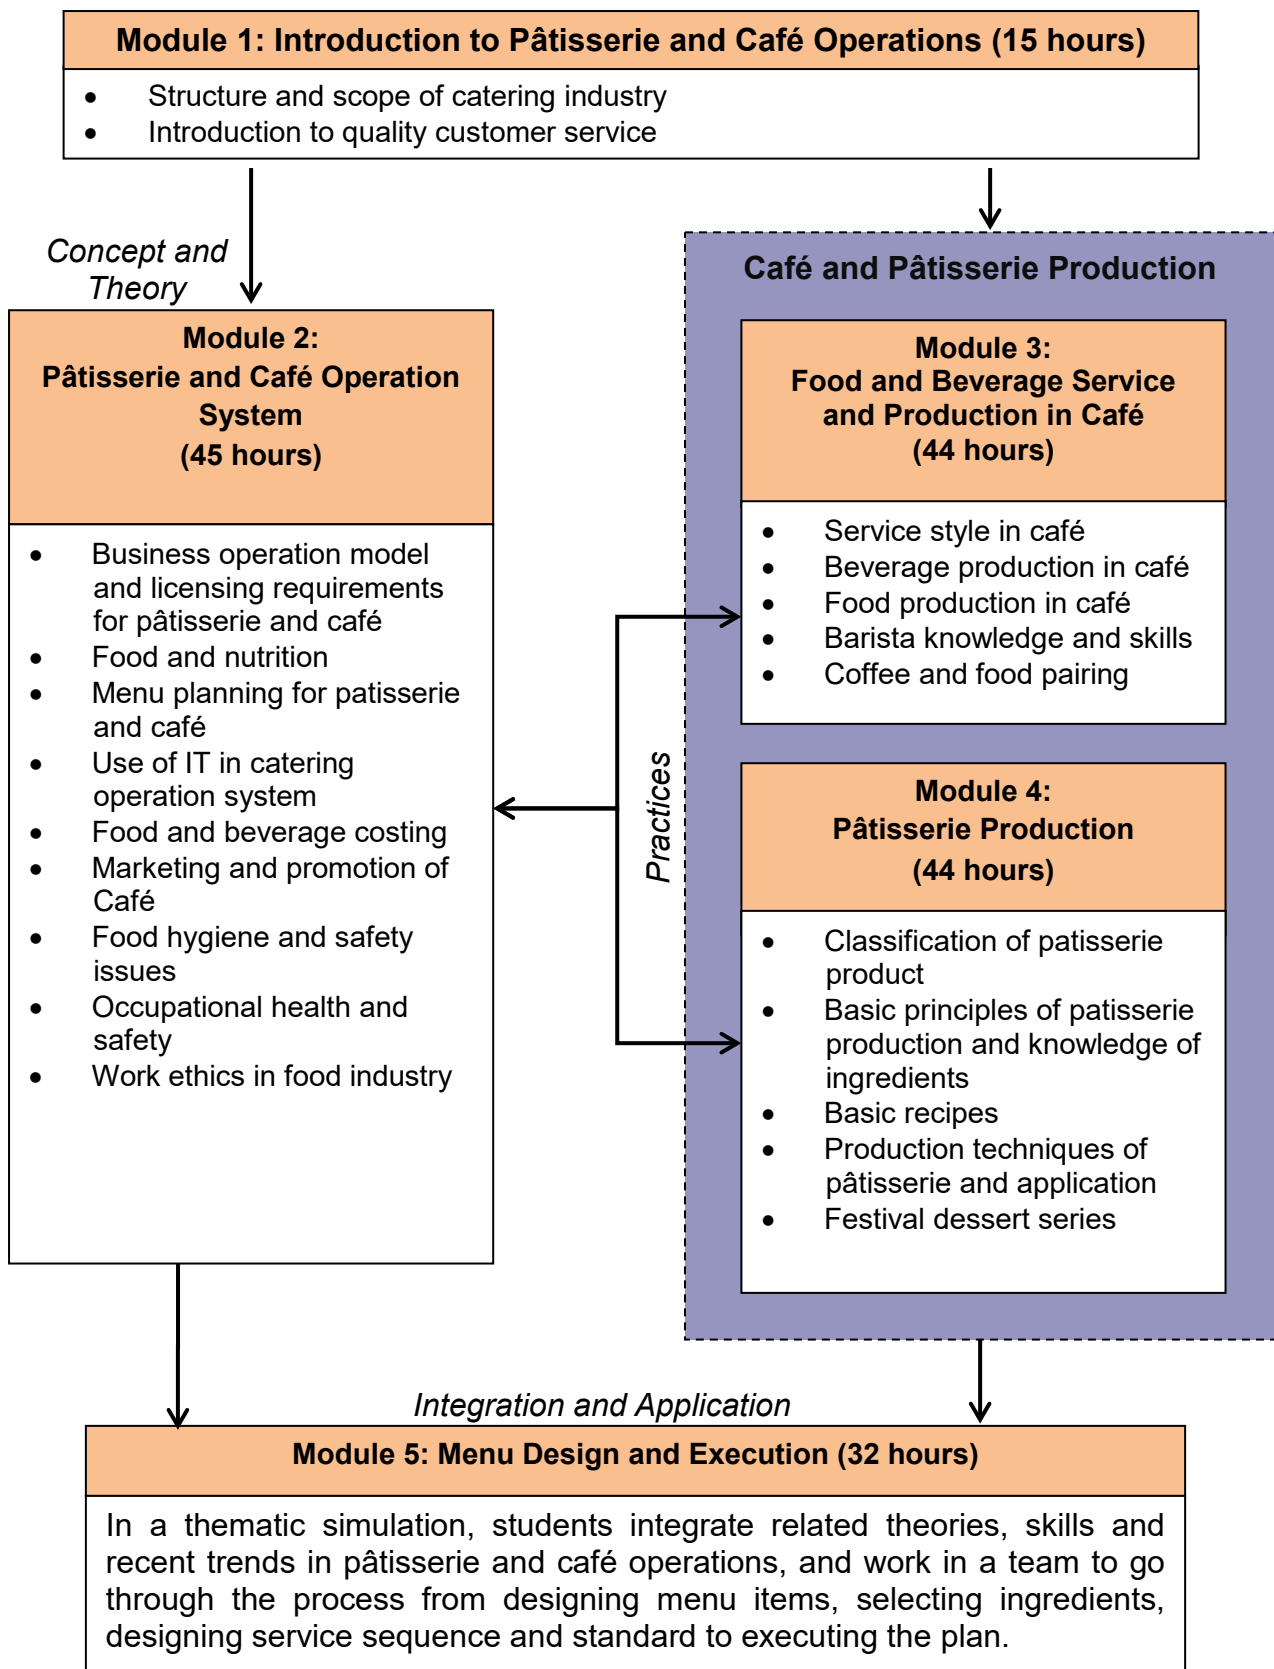 Module 1: Introduction to Pâtisserie and Café Operations (15 hours)
• Structure and scope of catering industry
• Introduction to quality customer service
Concept and
Theory
Module 2:
Pâtisserie and Café Operation
System
(45 hours)
• Business operation model
and licensing requirements
for pâtisserie and café
• Food and nutrition
• Menu planning for patisserie
and café
• Use of IT in catering
operation system
• Food and beverage costing
• Marketing and promotion of
Café
• Food hygiene and safety
issues
• Occupational health and
safety
• Work ethics in food industry
Practices
Café and Pâtisserie Production
Module 3:
Food and Beverage Service
and Production in Café
(44 hours)
• Service style in café
• Beverage production in café
• Food production in café
• Barista knowledge and skills
• Coffee and food pairing
Module 4:
Pâtisserie Production
(44 hours)
• Classification of patisserie
product
• Basic principles of patisserie
production and knowledge of
ingredients
• Basic recipes
• Production techniques of
pâtisserie and application
• Festival dessert series
Integration and Application
Module 5: Menu Design and Execution (32 hours)
In a thematic simulation, students integrate related theories, skills and
recent trends in pâtisserie and café operations, and work in a team to go
through the process from designing menu items, selecting ingredients,
designing service sequence and standard to executing the plan.